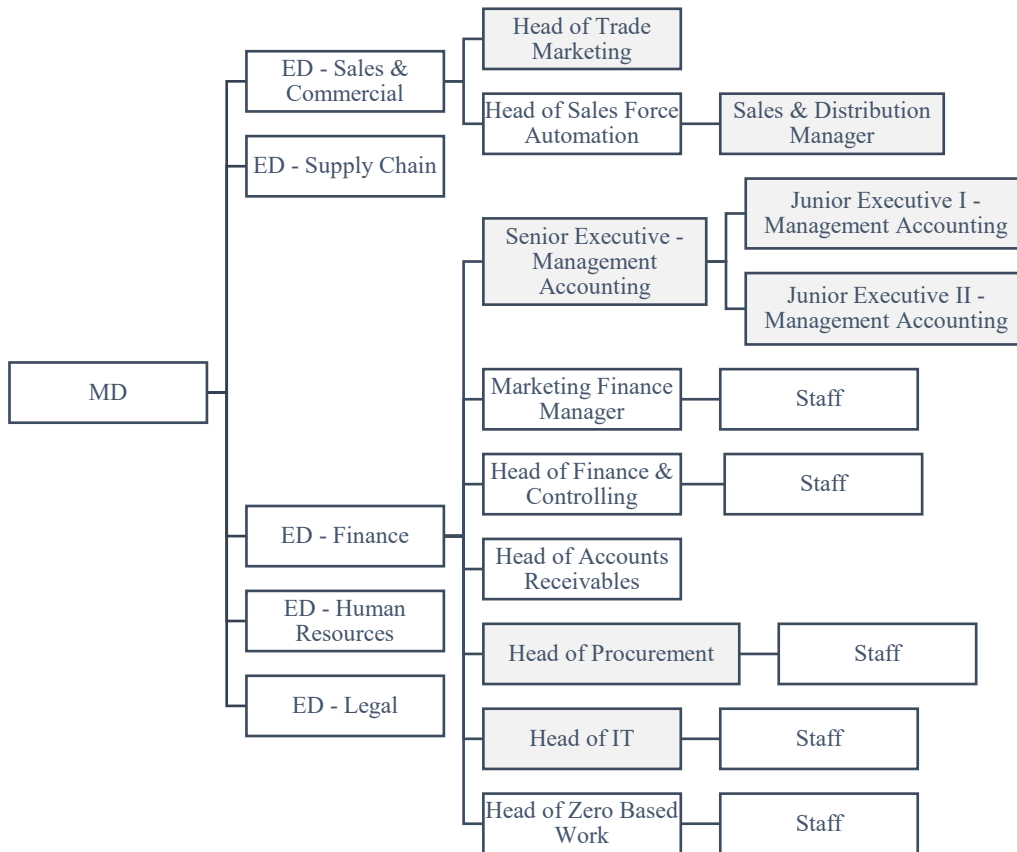 Head of Trade
Marketing
ED - Sales &
Commercial
Head of Sales Force
Automation
Sales & Distribution
Manager
ED - Supply Chain
Junior Executive I -
Management Accounting
Senior Executive -
Management
Accounting
Junior Executive II -
Management Accounting
MD
Marketing Finance
Manager
Staff
Head of Finance &
Controlling
Staff
ED - Finance
Head of Accounts
Receivables
ED - Human
Resources
Head of Procurement
Staff
ED - Legal
Head of IT
Staff
Head of Zero Based
Work
Staff